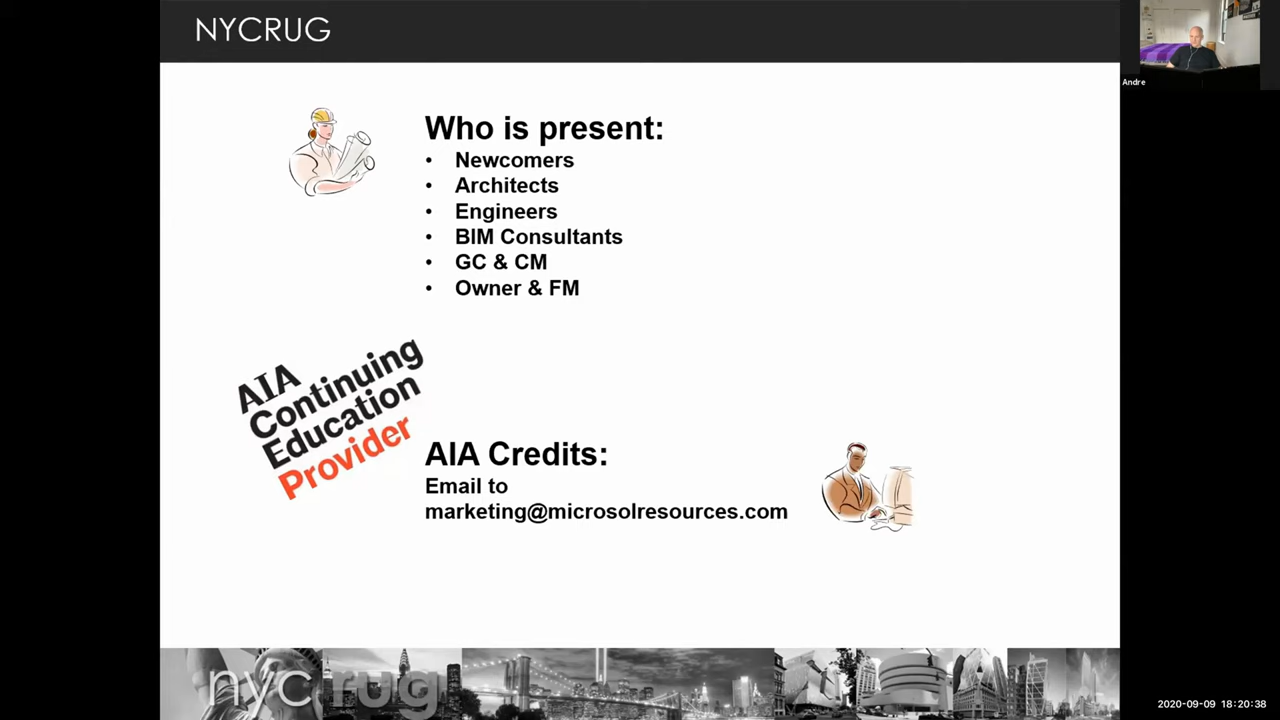 NYCRUG
Andre
Who is present:
• Newcomers
• Architects
• Engineers
• BIM Consultants
• GC & CM
• Owner & FM
AIA
Continuing
Education
Provider
AIA Credits:
Email to
marketing@microsolresources.com
nyc rug
2020-09-09 18:20:38